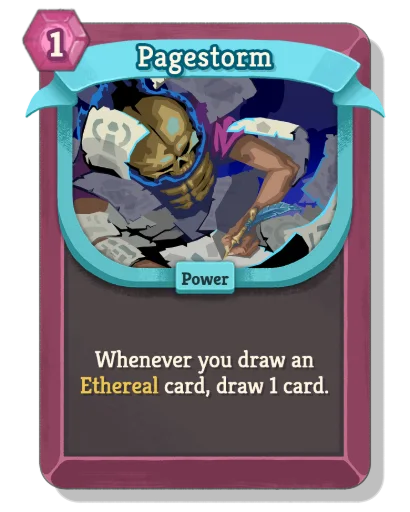 1
Pagestorm
Power
Whenever you draw an
Ethereal card, draw 1 card.